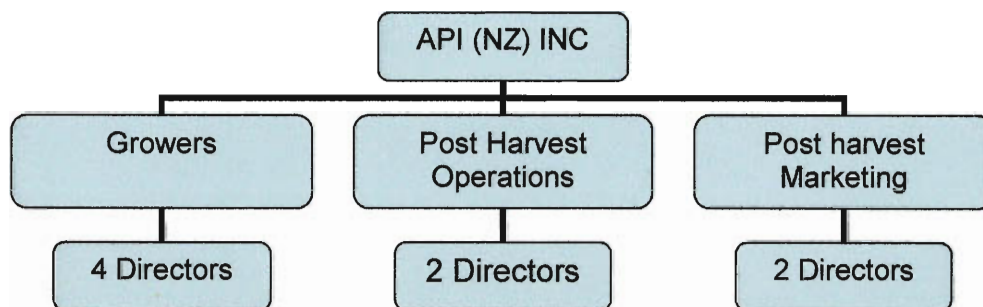 API (NZ) INC
Growers
Post Harvest
Operations
Post harvest
Marketing
4 Directors
2 Directors
2 Directors